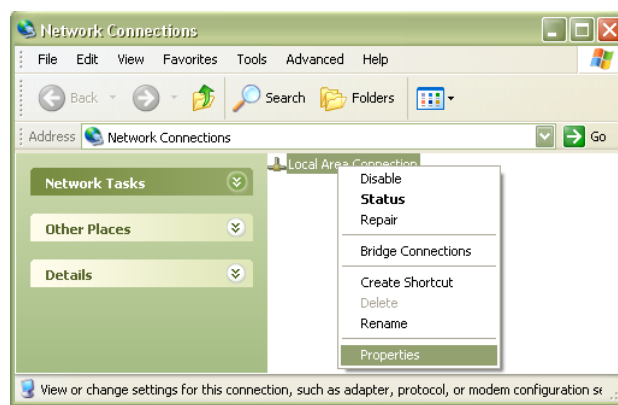 Network Connections
File Edit View Favorites Tools Advanced Help
Back Search Folders
Address Network Connections Go
Local Area Connection
Network Tasks
Other Places
Details
Disable
Status
Repair
Bridge Connections
Create Shortcut
Delete
Rename
Properties
View or change settings for this connection, such as adapter, protocol, or modem configuration se